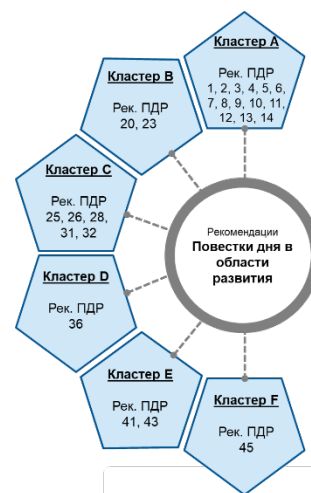 Кластер A
Рек. ПДР
1, 2, 3, 4, 5, 6,
7, 8, 9, 10, 11,
12, 13, 14
Кластер B
Рек. ПДР
20, 23
Кластер C
Рек. ПДР
25, 26, 28,
31, 32
Рекомендации
Повестки дня в
области
развития
Кластер D
Рек. ПДР
36
Кластер E
Рек. ПДР
41, 43
Кластер F
Рек. ПДР
45